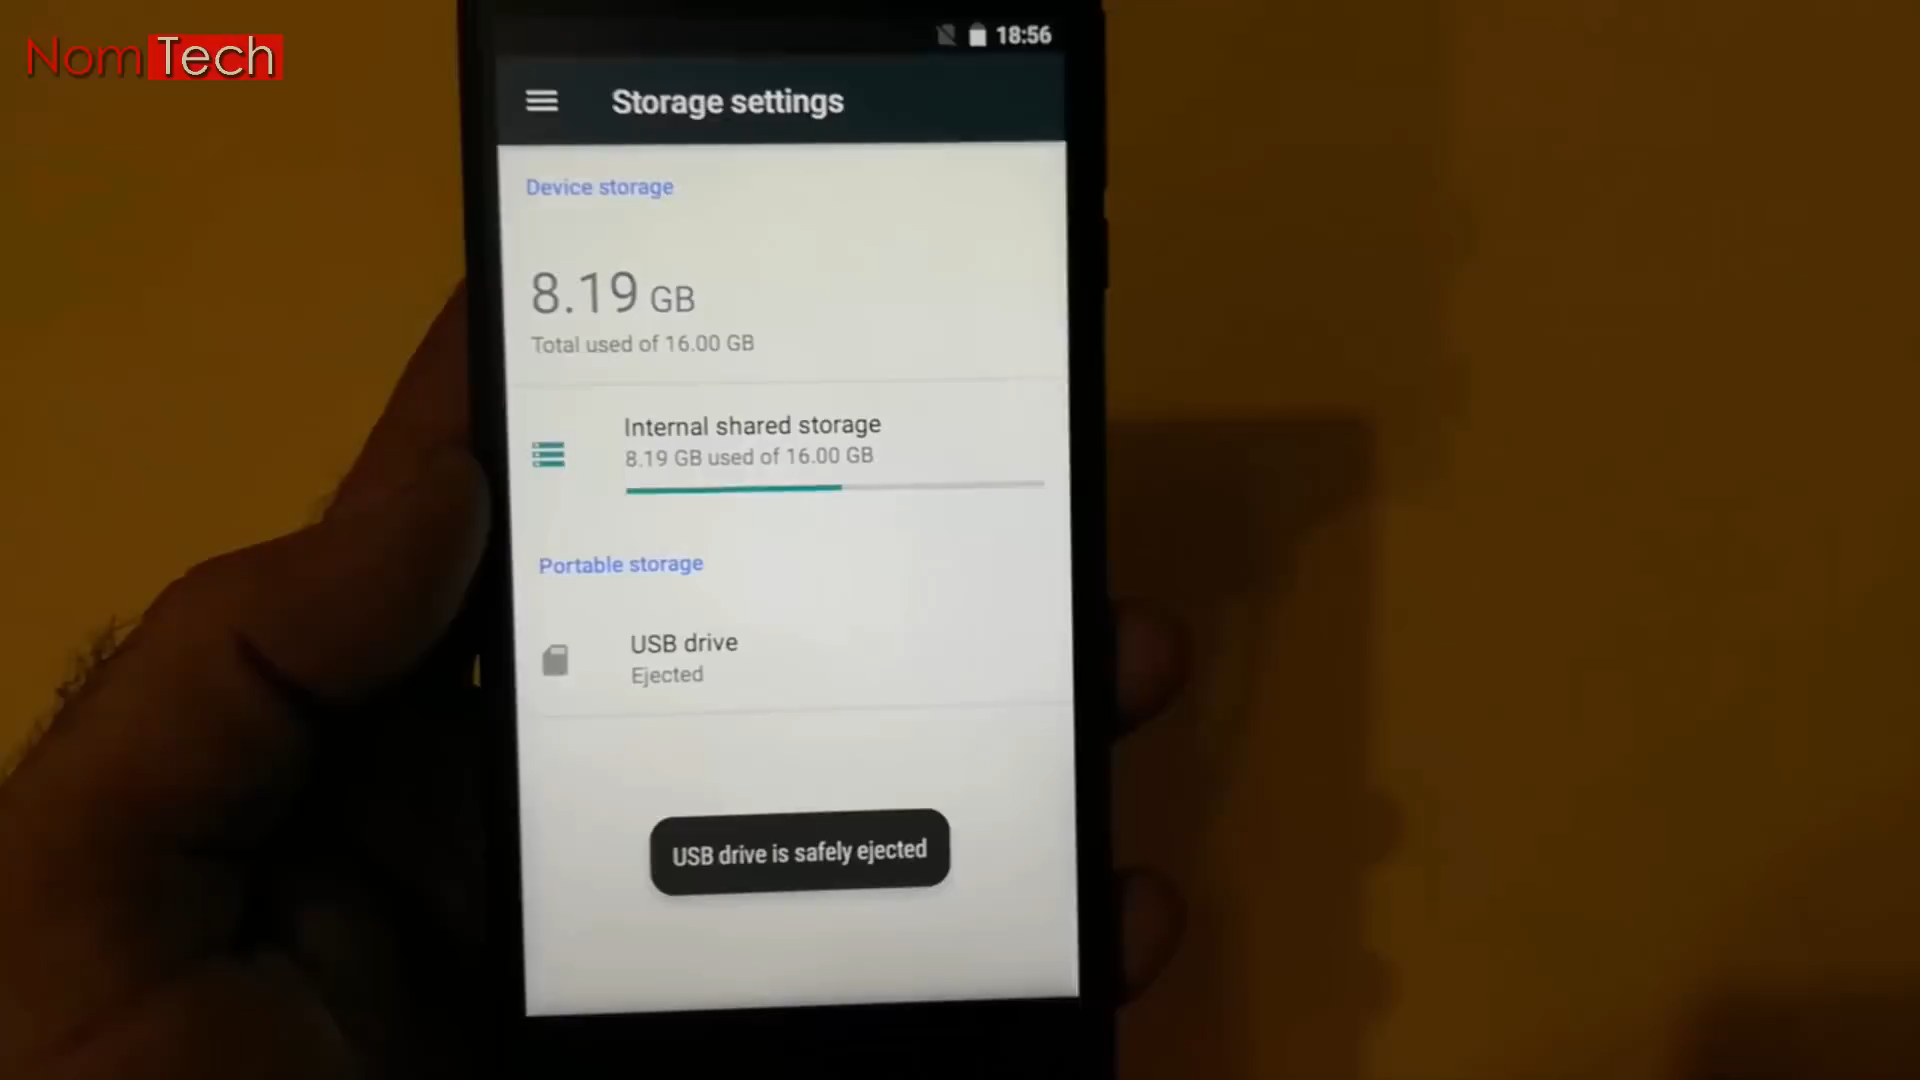 NomTech
18:56
Storage settings
Device storage
8.19 GB
Total used of 16.00 GB
Internal shared storage
8.19 GB used of 16.00 GB
Portable storage
USB drive
Ejected
USB drive is safely ejected